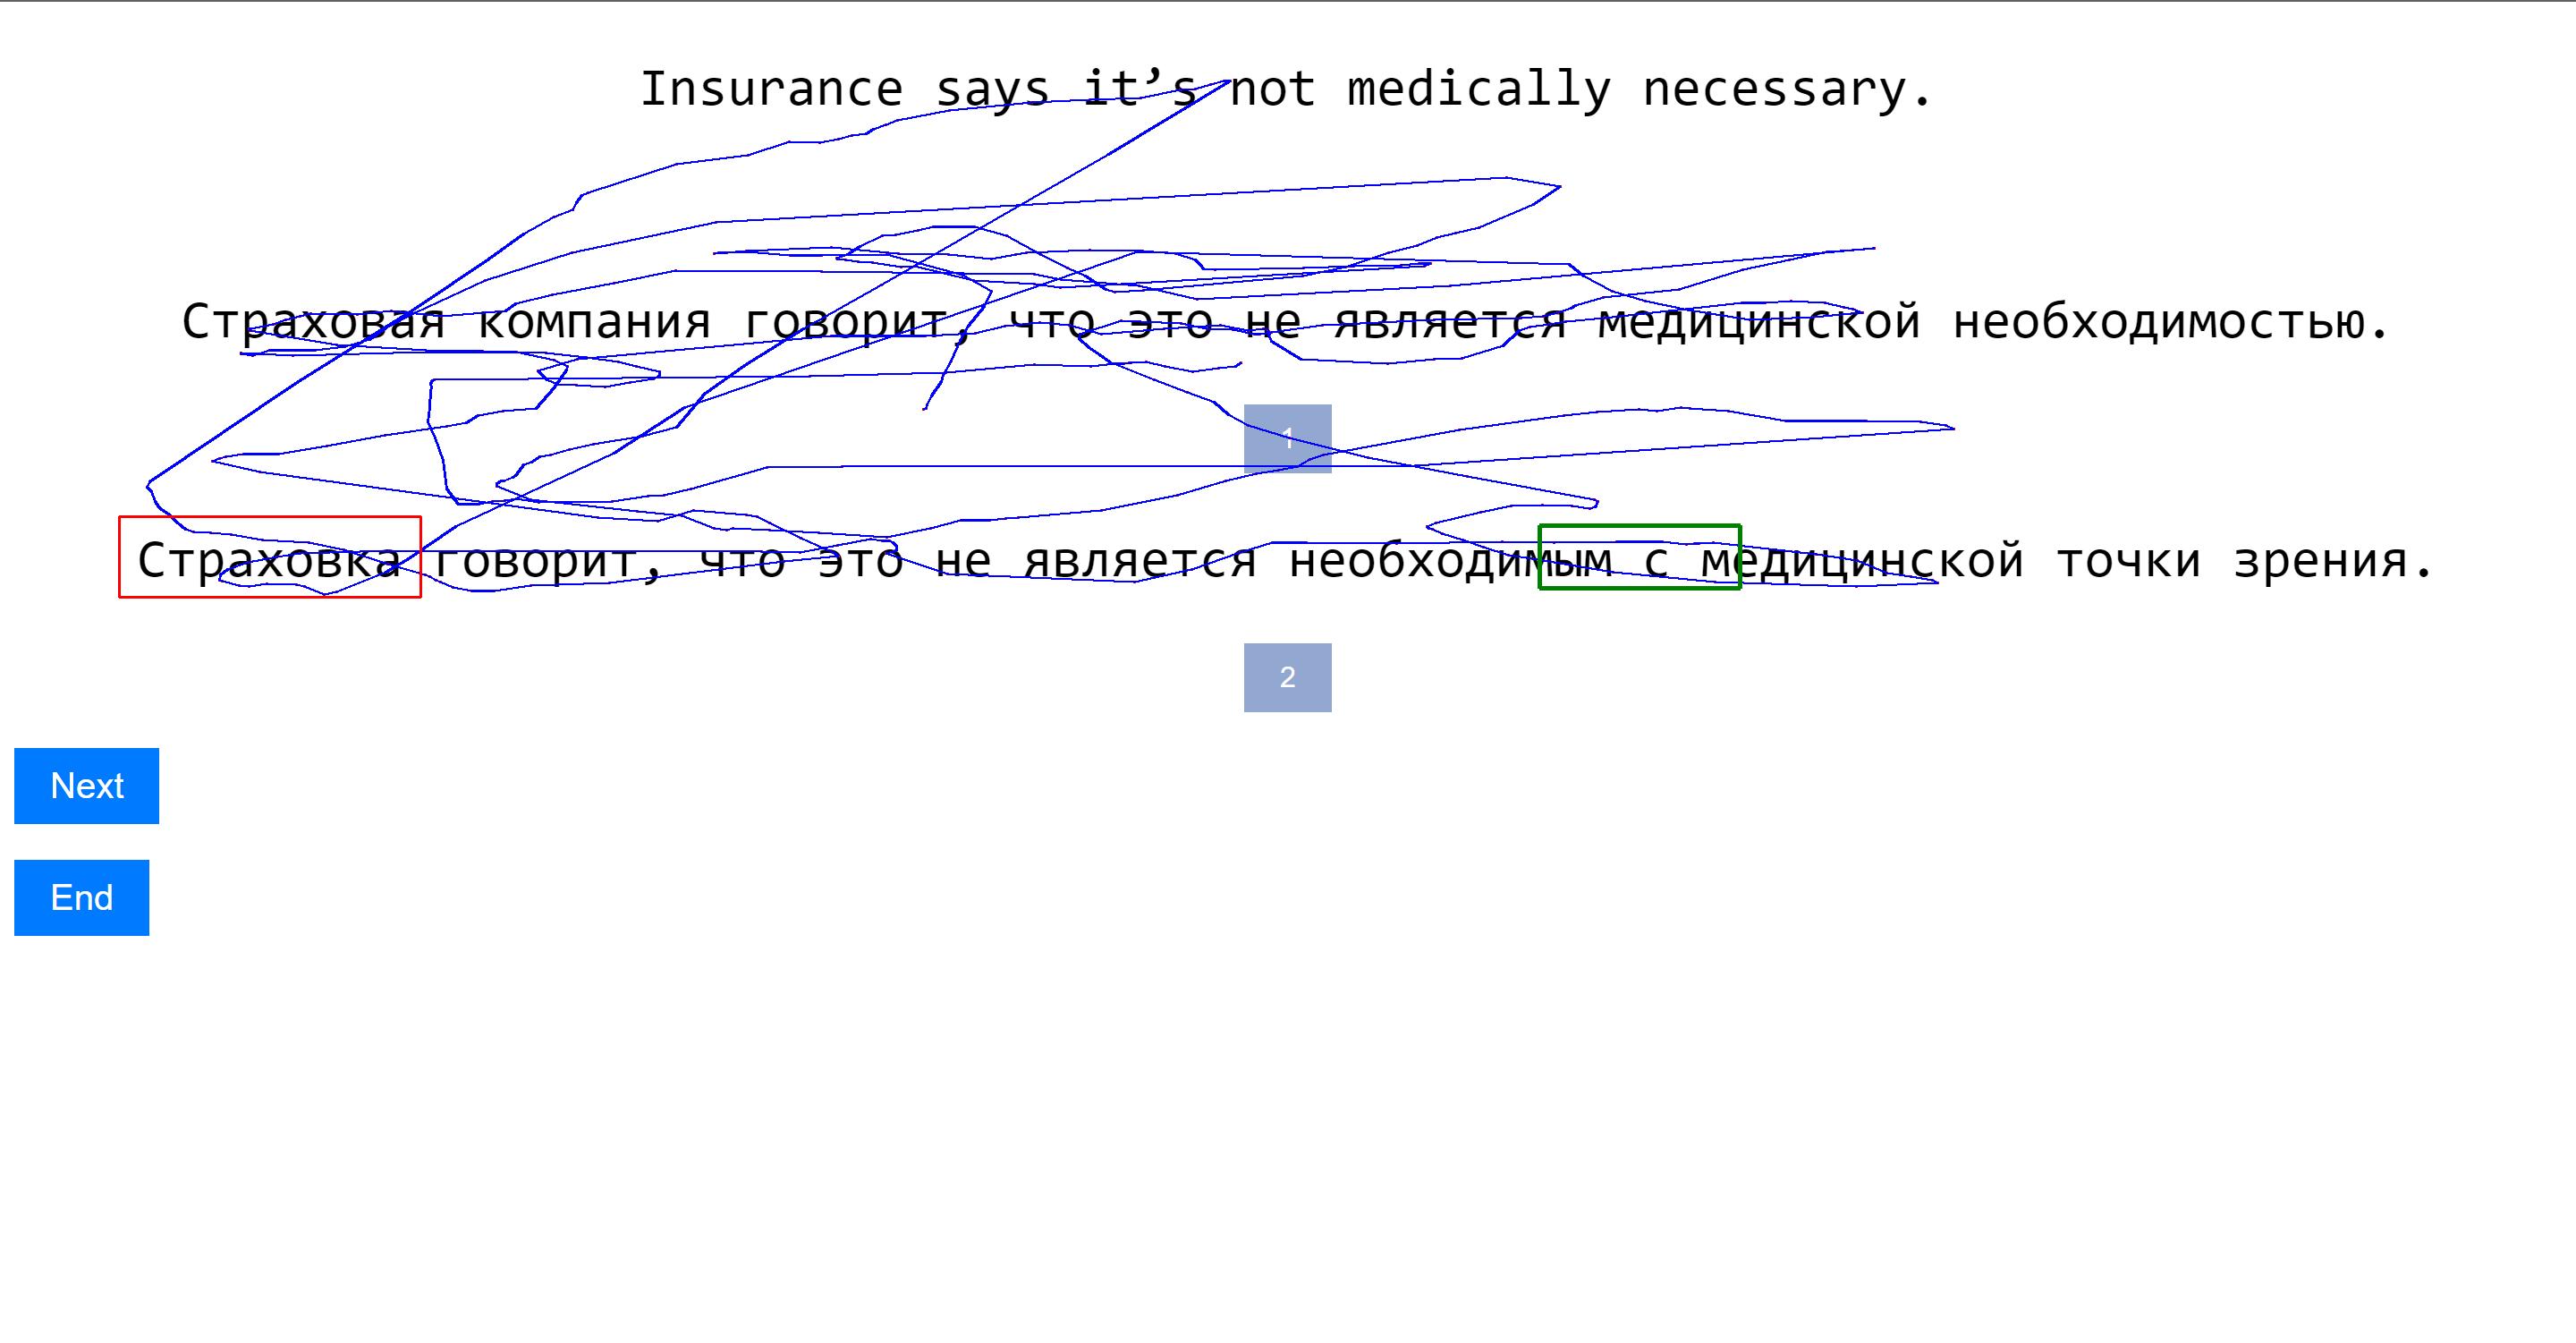 Insurance says it’s not medically necessary.
Страховая компания говорит, что это не является медицинской необходимостью.
1
Страховка говорит, что это не является необходимым с медицинской точки зрения.
2
Next
End